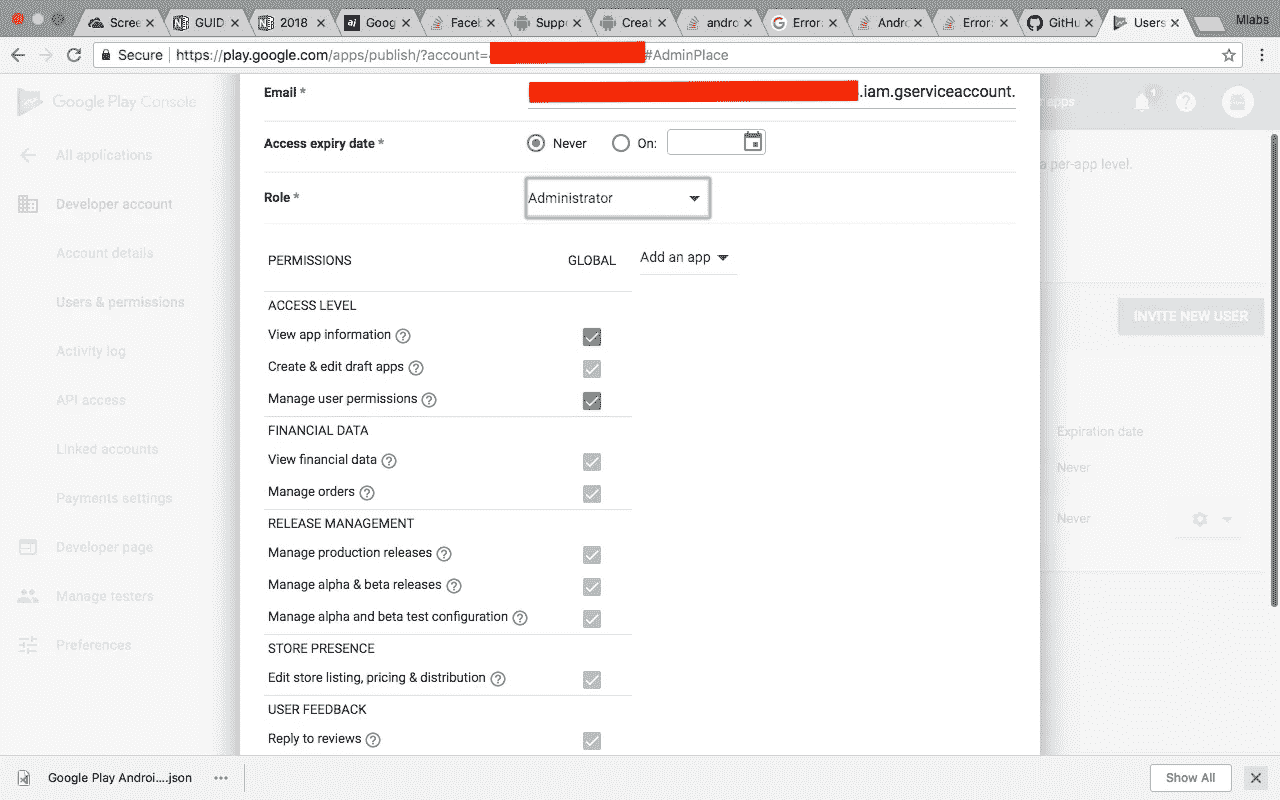 Scree
GUID
2018
ai Goog
Faceb
Suppo
Creat
andro
Error:
Andro
Error:
GitHu
Users
Mlabs
Secure https://play.google.com/apps/publish/?account= #AdminPlace
Google Play Console
Email * .iam.gserviceaccount.
apps 1
All applications
Access expiry date * Never On:
a per-app level.
Developer account
Role * Administrator
Account details
PERMISSIONS GLOBAL Add an app
Users & permissions
ACCESS LEVEL
INVITE NEW USER
View app information ?
Activity log
Create & edit draft apps ?
API access
Manage user permissions ?
FINANCIAL DATA
Expiration date
Linked accounts
View financial data ?
Never
Manage orders ?
Payments settings
RELEASE MANAGEMENT
Never
Developer page
Manage production releases ?
Manage alpha & beta releases ?
Manage testers
Manage alpha and beta test configuration ?
Preferences
STORE PRESENCE
Edit store listing, pricing & distribution ?
USER FEEDBACK
Reply to reviews ?
Google Play Androi....json
Show All